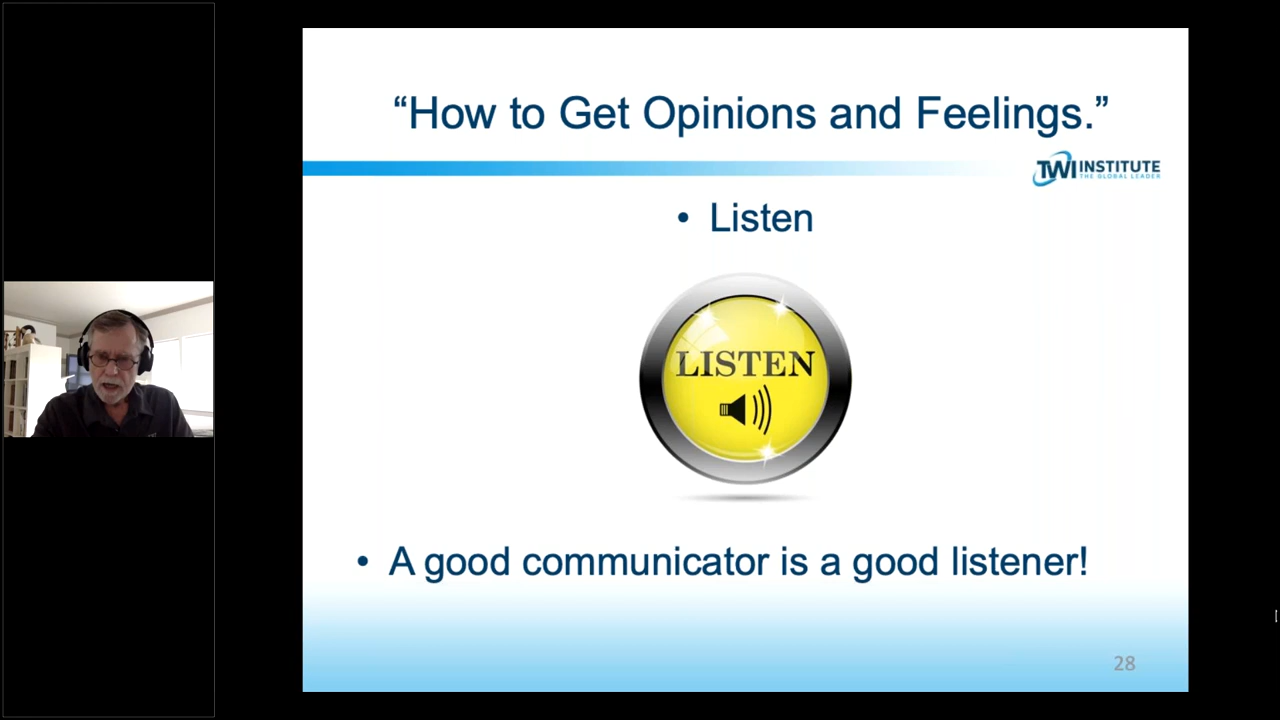 “How to Get Opinions and Feelings.”
TWI INSTITUTE
THE GLOBAL LEADER
• Listen
LISTEN
• A good communicator is a good listener!
28